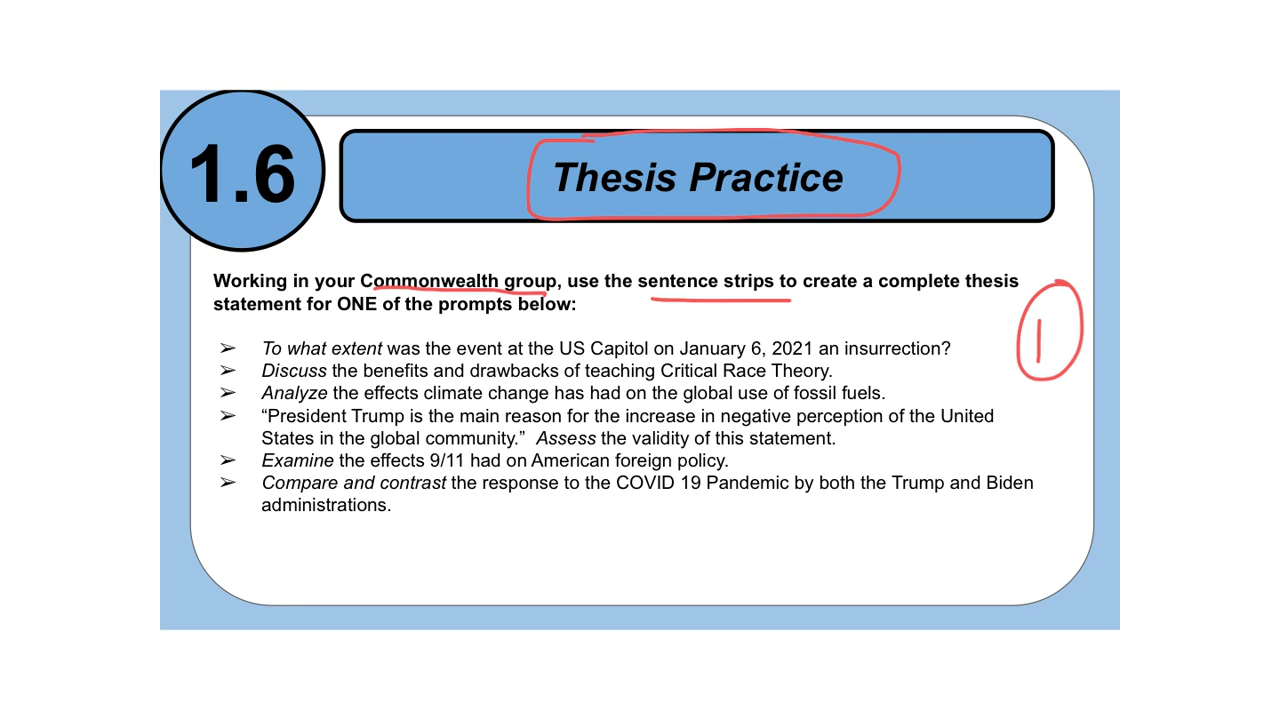 1.6
Thesis Practice
Working in your Commonwealth group, use the sentence strips to create a complete thesis
statement for ONE of the prompts below:
➢ To what extent was the event at the US Capitol on January 6, 2021 an insurrection?
➢ Discuss the benefits and drawbacks of teaching Critical Race Theory.
➢ Analyze the effects climate change has had on the global use of fossil fuels.
➢ “President Trump is the main reason for the increase in negative perception of the United
States in the global community.” Assess the validity of this statement.
➢ Examine the effects 9/11 had on American foreign policy.
➢ Compare and contrast the response to the COVID 19 Pandemic by both the Trump and Biden
administrations.
1